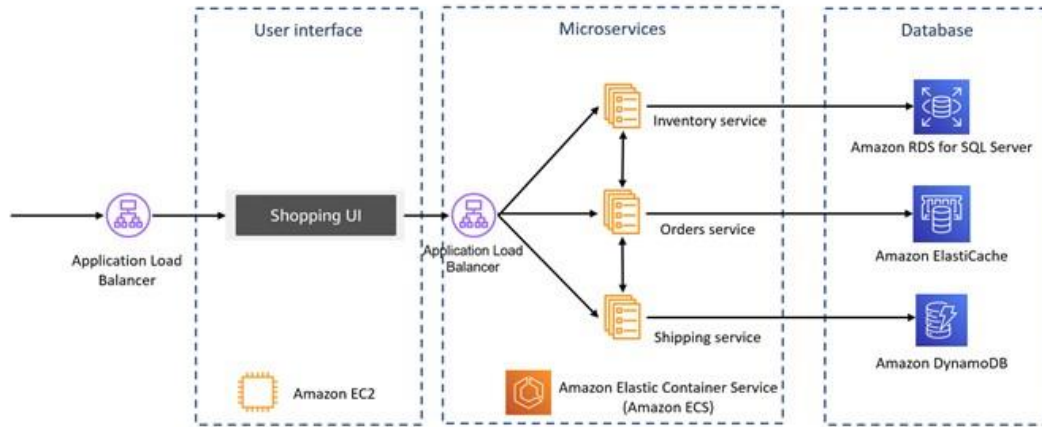 User interface
Microservices
Database
Inventory service
Amazon RDS for SQL Server
Shopping UI
Application Load
Balancer
Application Load
Balancer
Orders service
Amazon ElastiCache
Shipping service
Amazon DynamoDB
Amazon EC2
Amazon Elastic Container Service
(Amazon ECS)